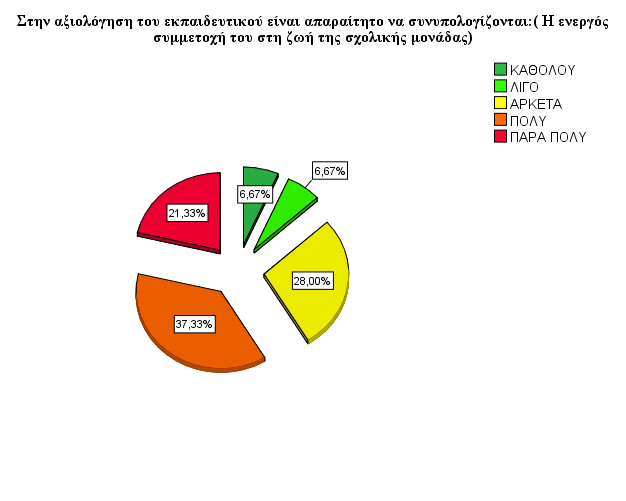 Στην αξιολόγηση του εκπαιδευτικού είναι απαραίτητο να συνυπολογίζονται:( Η ενεργός
συμμετοχή του στη ζωή της σχολικής μονάδας)
ΚΑΘΟΛΟΥ
ΛΙΓΟ
ΑΡΚΕΤΑ
ΠΟΛΥ
ΠΑΡΑ ΠΟΛΥ
6,67%
6,67%
21,33%
28,00%
37,33%